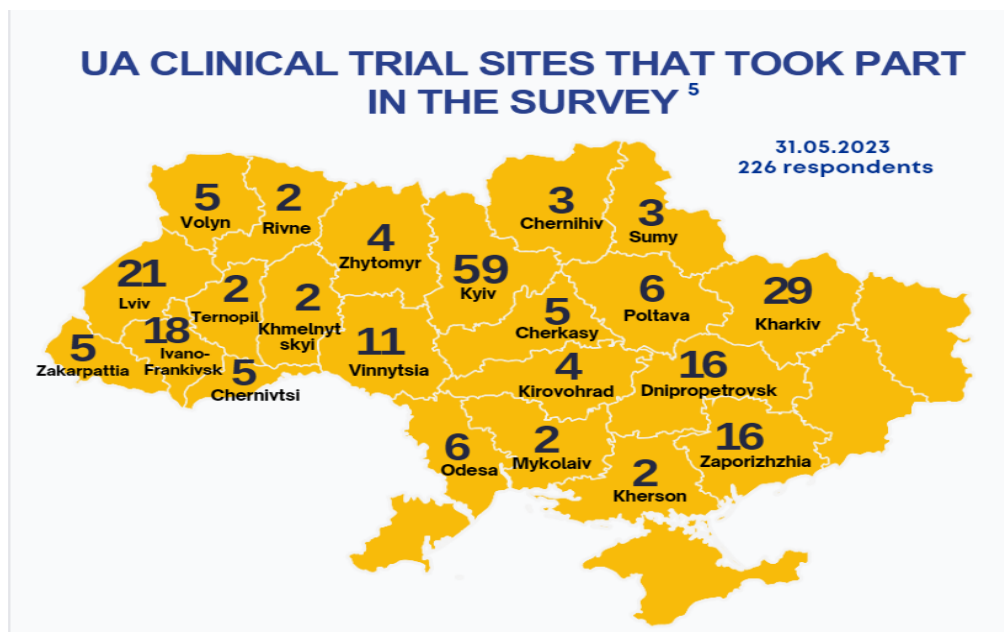 UA CLINICAL TRIAL SITES THAT TOOK PART
IN THE SURVEY 5
31.05.2023
226 respondents
5
Volyn
2
Rivne
4
Zhytomyr
59
Kyiv
3
Chernihiv
3
Sumy
21
Lviv
2
Ternopil
2
Khmelnyt
skyi
5
Cherkasy
6
Poltava
29
Kharkiv
5
Zakarpattia
18
Ivano-
Frankivsk
5
Chernivtsi
11
Vinnytsia
4
Kirovohrad
16
Dnipropetrovsk
6
Odesa
2
Mykolaiv
2
Kherson
16
Zaporizhzhia